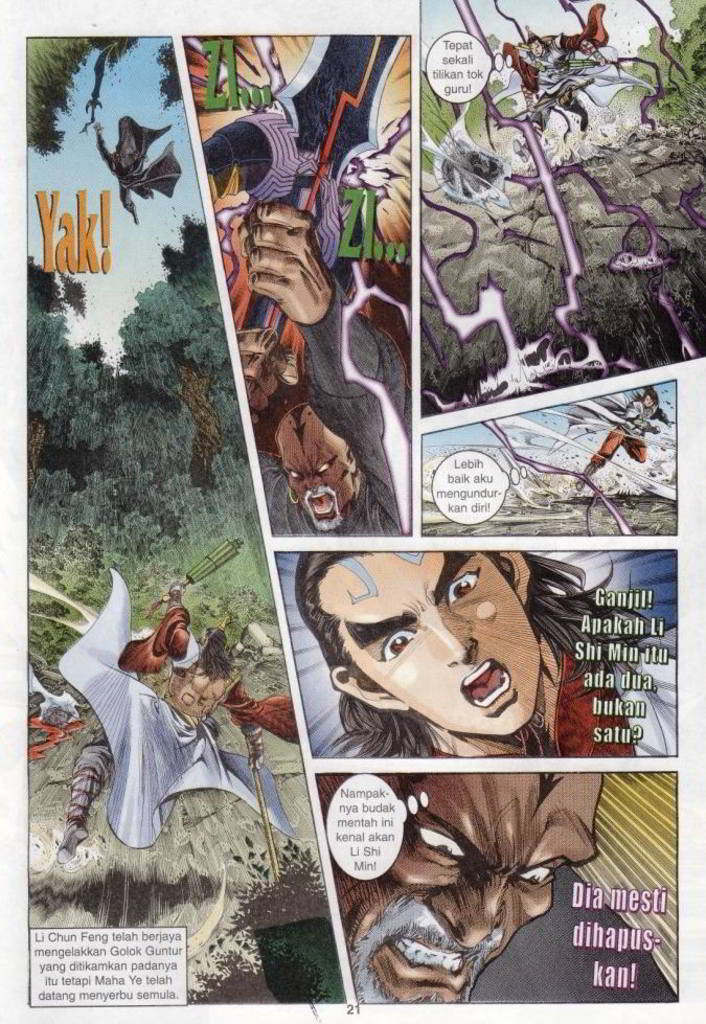 Yak!
Li Chun Feng telah berjaya
mengelakkan Golok Guntur
yang ditikamkan padanya
itu tetapi Maha Ye telah
datang menyerbu semula.
ZI...
ZI...
Tepat
sekali
tilikan tok
guru!
Lebih
baik aku
mengundur-
kan diri!
Ganjil!
Apakah Li
Shi Min itu
ada dua,
bukan
satu?
Nampak-
nya budak
mentah ini
kenal akan
Li Shi
Min!
Dia mesti
dihapus-
kan!
21